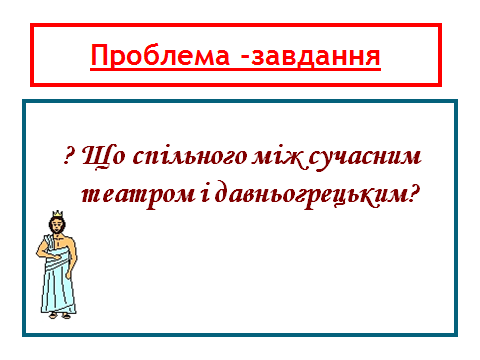 Проблема -завдання
? Що спільного між сучасним
театром і давньогрецьким?